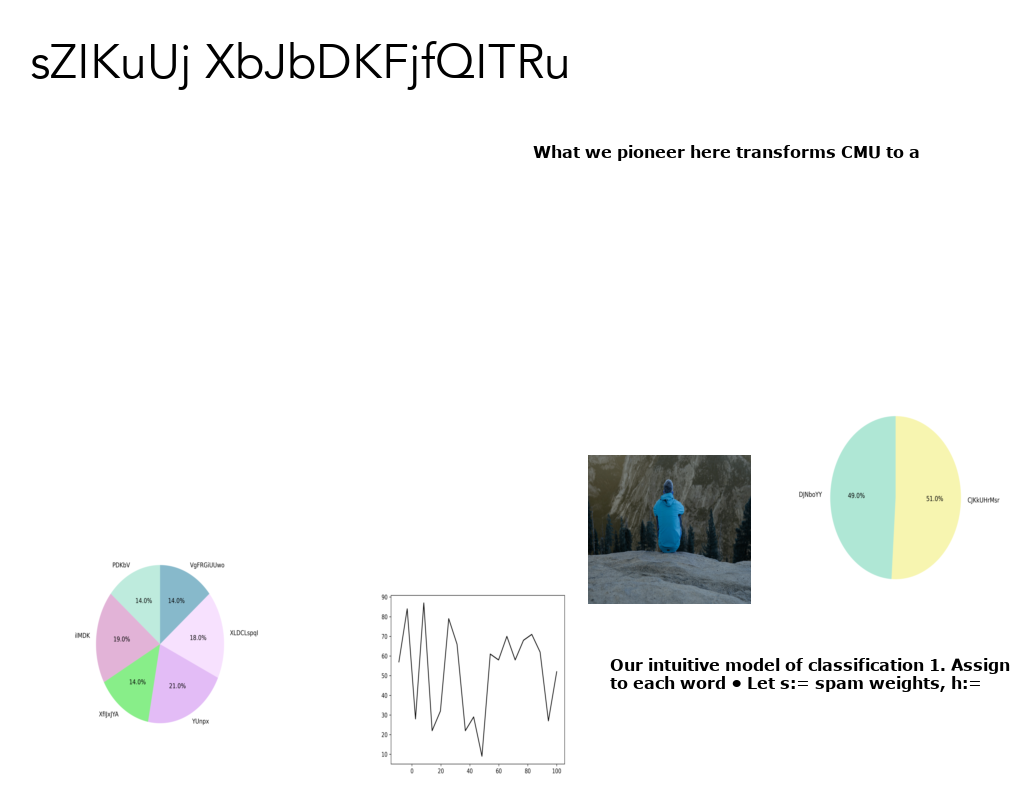 sZIKuUj XbJbDKFjfQITRu
What we pioneer here transforms CMU to a
DJNboYY
49.0%
51.0%
CJKkUHrMsr
PDKbV
VgFRGiUUwo
14.0%
14.0%
iIMDK
19.0%
18.0%
XLDCLspql
14.0%
21.0%
YUnpx
90
80
70
60
50
40
30
20
10
0
20
40
60
80
100
Our intuitive model of classification 1. Assign
to each word • Let s:= spam weights, h:=